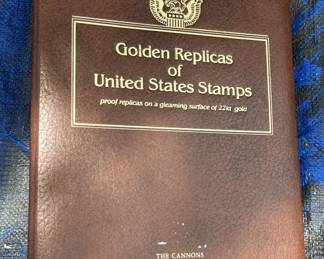 Golden Replicas
of
United States Stamps
proof replicas on a gleaming surface of 22kt gold
THE CANNONS